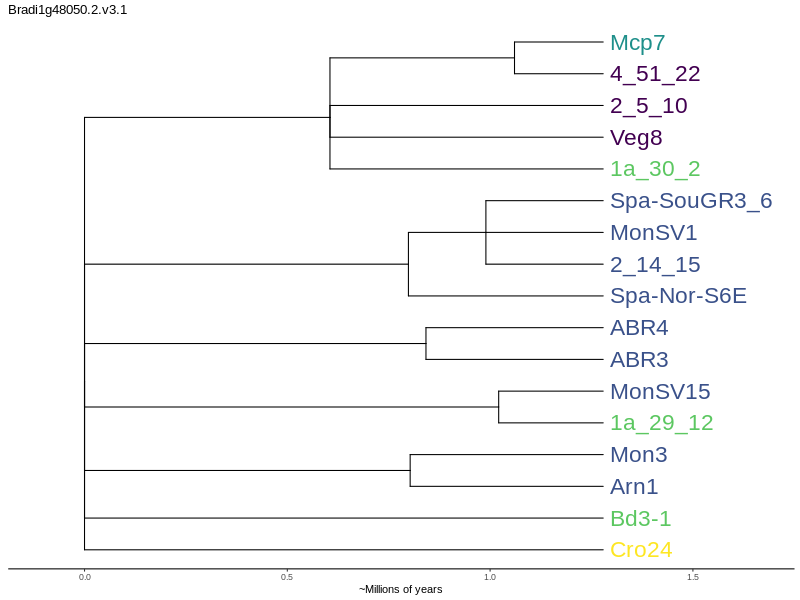 Bradi1g48050.2.v3.1
Mcp7
4_51_22
2_5_10
Veg8
1a_30_2
Spa-SouGR3_6
MonSV1
2_14_15
Spa-Nor-S6E
ABR4
ABR3
MonSV15
1a_29_12
Mon3
Arn1
Bd3-1
Cro24
0.0 0.5 1.0 1.5
~Millions of years